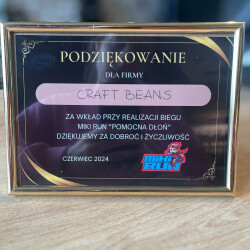 PODZIĘKOWANIE
DLA FIRMY
CRAFT BEANS
ZA WKŁAD PRZY REALIZACJI BIEGU
MIKI RUN "POMOCNA DŁOŃ"
DZIĘKUJEMY ZA DOBROĆ I ŻYCZLIWOŚĆ
CZERWIEC 2024
MIKI
RUN